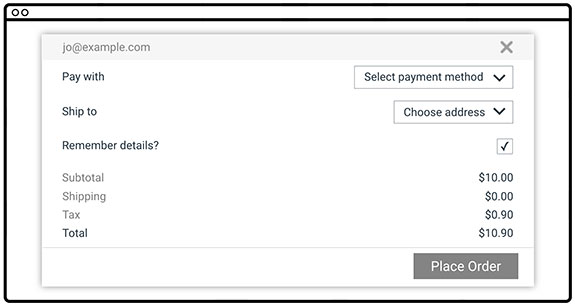 jo@example.com
Pay with Select payment method
Ship to Choose address
Remember details?
Subtotal $10.00
Shipping $0.00
Tax $0.90
Total $10.90
Place Order